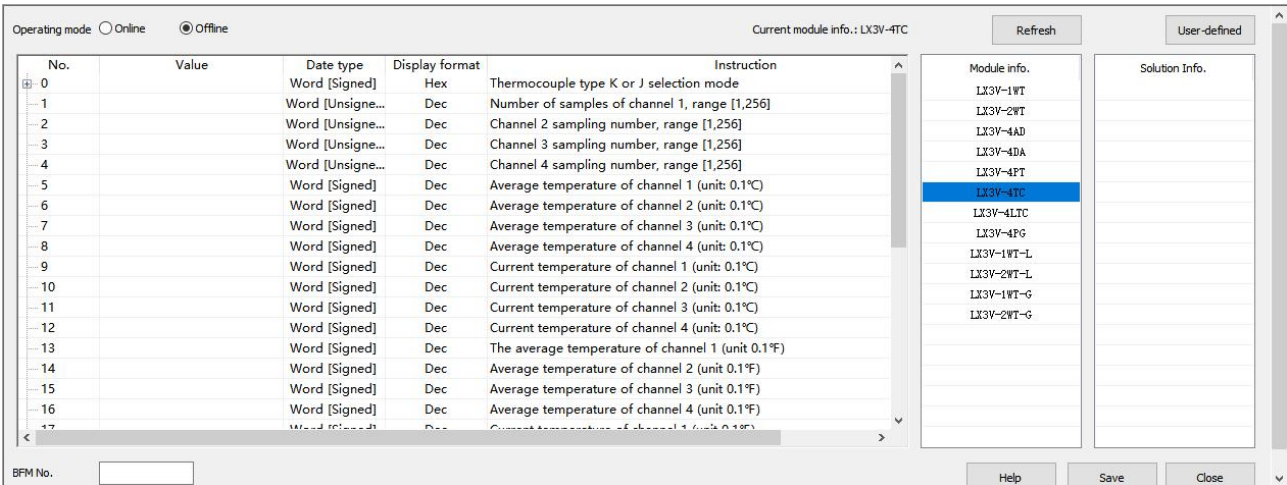 Operating mode Online Offline Current module info.: LX3V-4TC Refresh User-defined
No. Value Date type Display format Instruction
0 Word [Signed] Hex Thermocouple type K or J selection mode
1 Word [Unsigne... Dec Number of samples of channel 1, range [1,256]
2 Word [Unsigne... Dec Channel 2 sampling number, range [1,256]
3 Word [Unsigne... Dec Channel 3 sampling number, range [1,256]
4 Word [Unsigne... Dec Channel 4 sampling number, range [1,256]
5 Word [Signed] Dec Average temperature of channel 1 (unit: 0.1℃)
6 Word [Signed] Dec Average temperature of channel 2 (unit: 0.1℃)
7 Word [Signed] Dec Average temperature of channel 3 (unit: 0.1℃)
8 Word [Signed] Dec Average temperature of channel 4 (unit: 0.1℃)
9 Word [Signed] Dec Current temperature of channel 1 (unit: 0.1℃)
10 Word [Signed] Dec Current temperature of channel 2 (unit: 0.1℃)
11 Word [Signed] Dec Current temperature of channel 3 (unit: 0.1℃)
12 Word [Signed] Dec Current temperature of channel 4 (unit: 0.1℃)
13 Word [Signed] Dec The average temperature of channel 1 (unit 0.1℉)
14 Word [Signed] Dec Average temperature of channel 2 (unit 0.1℉)
15 Word [Signed] Dec Average temperature of channel 3 (unit 0.1℉)
16 Word [Signed] Dec Average temperature of channel 4 (unit 0.1℉)
17 Word [Signed] Dec Current temperature of channel 1 (unit 0.1℉)
Module info.
LX3V-1WT
LX3V-2WT
LX3V-4AD
LX3V-4DA
LX3V-4PT
LX3V-4TC
LX3V-4LTC
LX3V-4PG
LX3V-1WT-L
LX3V-2WT-L
LX3V-1WT-G
LX3V-2WT-G
Solution Info.
BFM No. Help Save Close